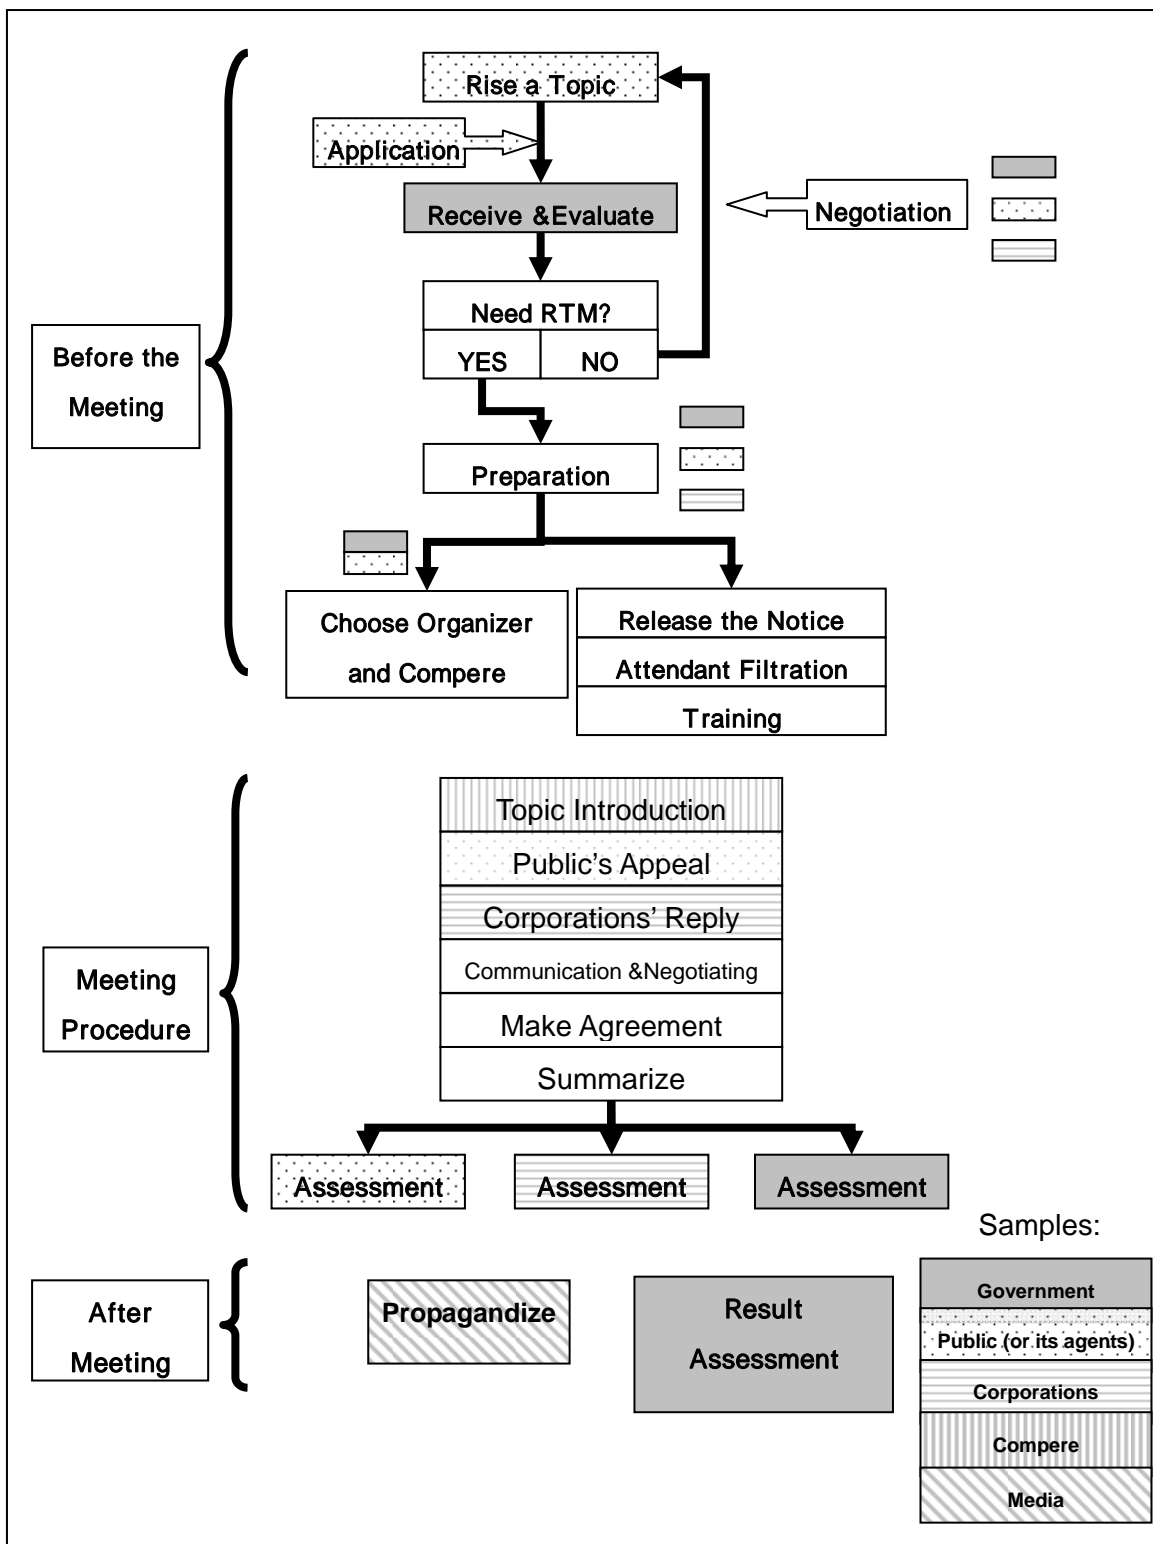 Rise a Topic
Application
Receive &Evaluate
Negotiation
Need RTM?
YES
NO
Before the
Meeting
Preparation
Choose Organizer
and Compere
Release the Notice
Attendant Filtration
Training
Topic Introduction
Public's Appeal
Corporations' Reply
Communication &Negotiating
Make Agreement
Summarize
Meeting
Procedure
Assessment
Assessment
Assessment
After
Meeting
Propagandize
Result
Assessment
Samples:
Government
Public (or its agents)
Corporations
Compere
Media